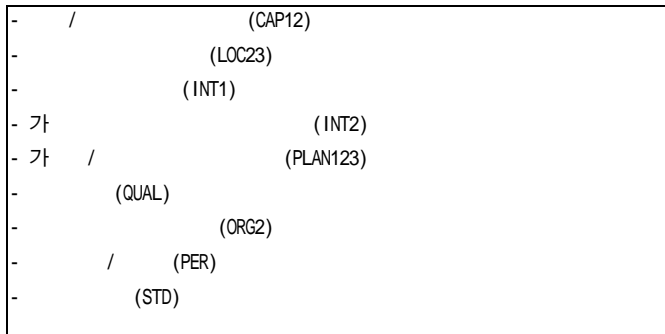 - / (CAP12)
- (LOC23)
- (INT1)
- 가 (INT2)
- 가 / (PLAN123)
- (QUAL)
- (ORG2)
- / (PER)
- (STD)